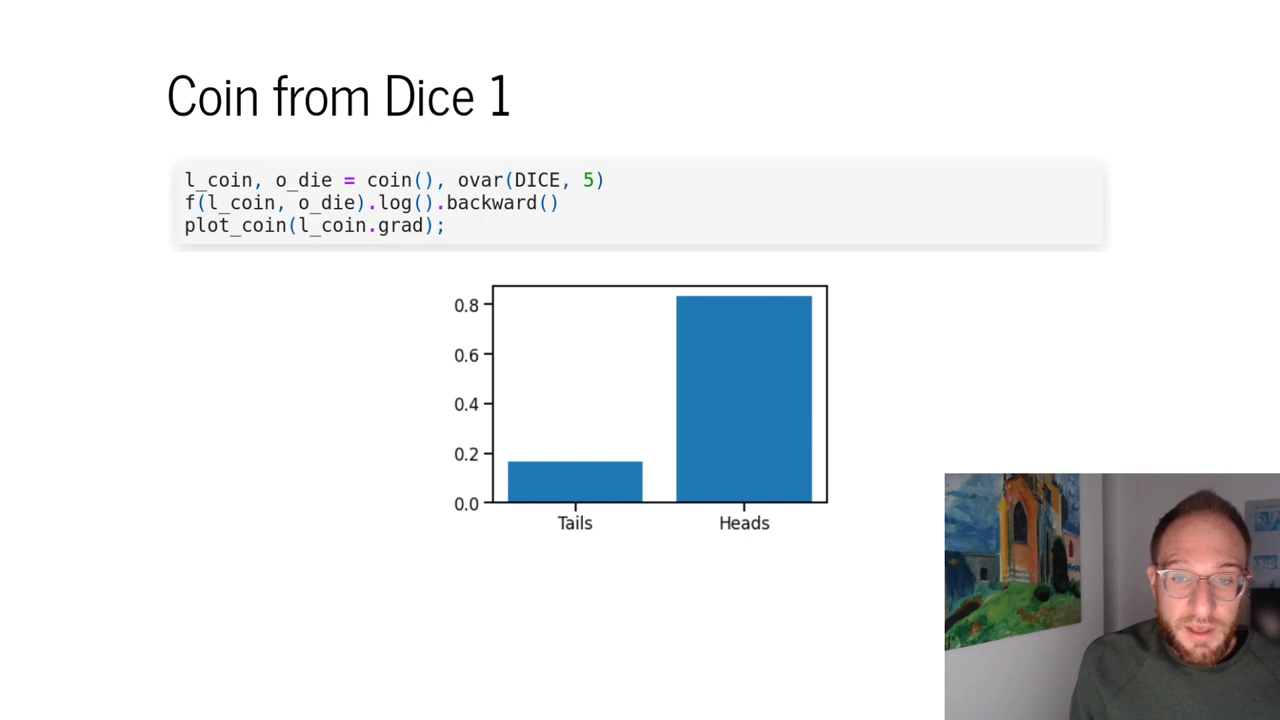 Coin from Dice 1
l_coin, o_die = coin(), ovar(DICE, 5)
f(l_coin, o_die).log().backward()
plot_coin(l_coin.grad);
0.8
0.6
0.4
0.2
0.0
Tails Heads